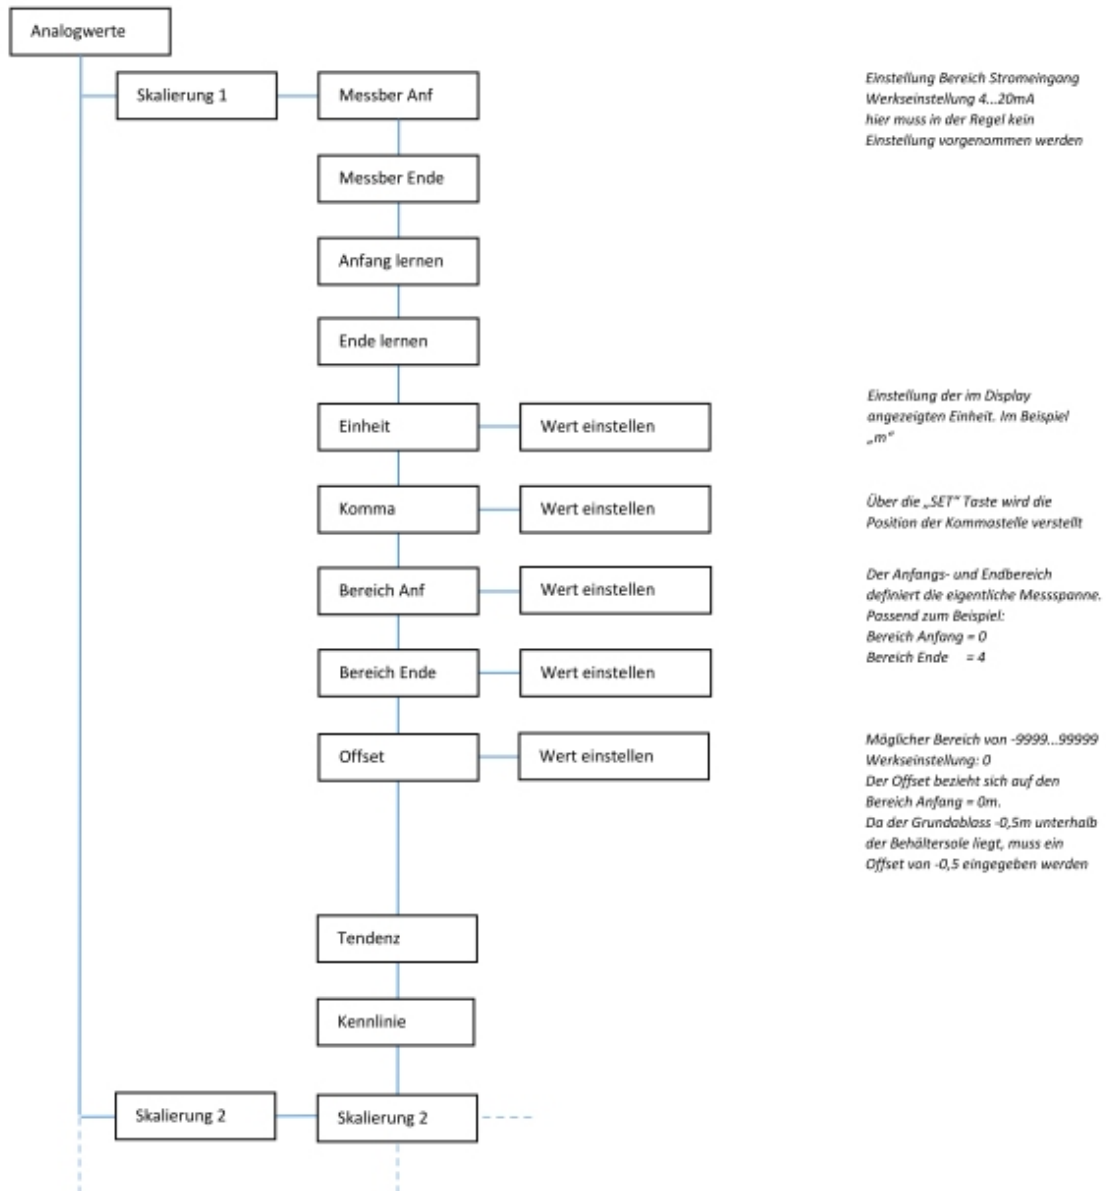 Analogwerte
Skalierung 1
Messber Anf
Einstellung Bereich Stromeingang
Werkseinstellung 4...20mA
hier muss in der Regel kein
Einstellung vorgenommen werden
Messber Ende
Anfang lernen
Ende lernen
Einheit
Wert einstellen
Einstellung der im Display
angezeigten Einheit. Im Beispiel
„m"
Komma
Wert einstellen
Über die „SET" Taste wird die
Position der Kommastelle verstellt
Bereich Anf
Wert einstellen
Der Anfangs- und Endbereich
definiert die eigentliche Messspanne.
Passend zum Beispiel:
Bereich Anfang = 0
Bereich Ende = 4
Bereich Ende
Wert einstellen
Offset
Wert einstellen
Möglicher Bereich von -9999...99999
Werkseinstellung: 0
Der Offset bezieht sich auf den
Bereich Anfang = 0m.
Da der Grundablass -0,5m unterhalb
der Behältersole liegt, muss ein
Offset von -0,5 eingegeben werden
Tendenz
Kennlinie
Skalierung 2
Skalierung 2